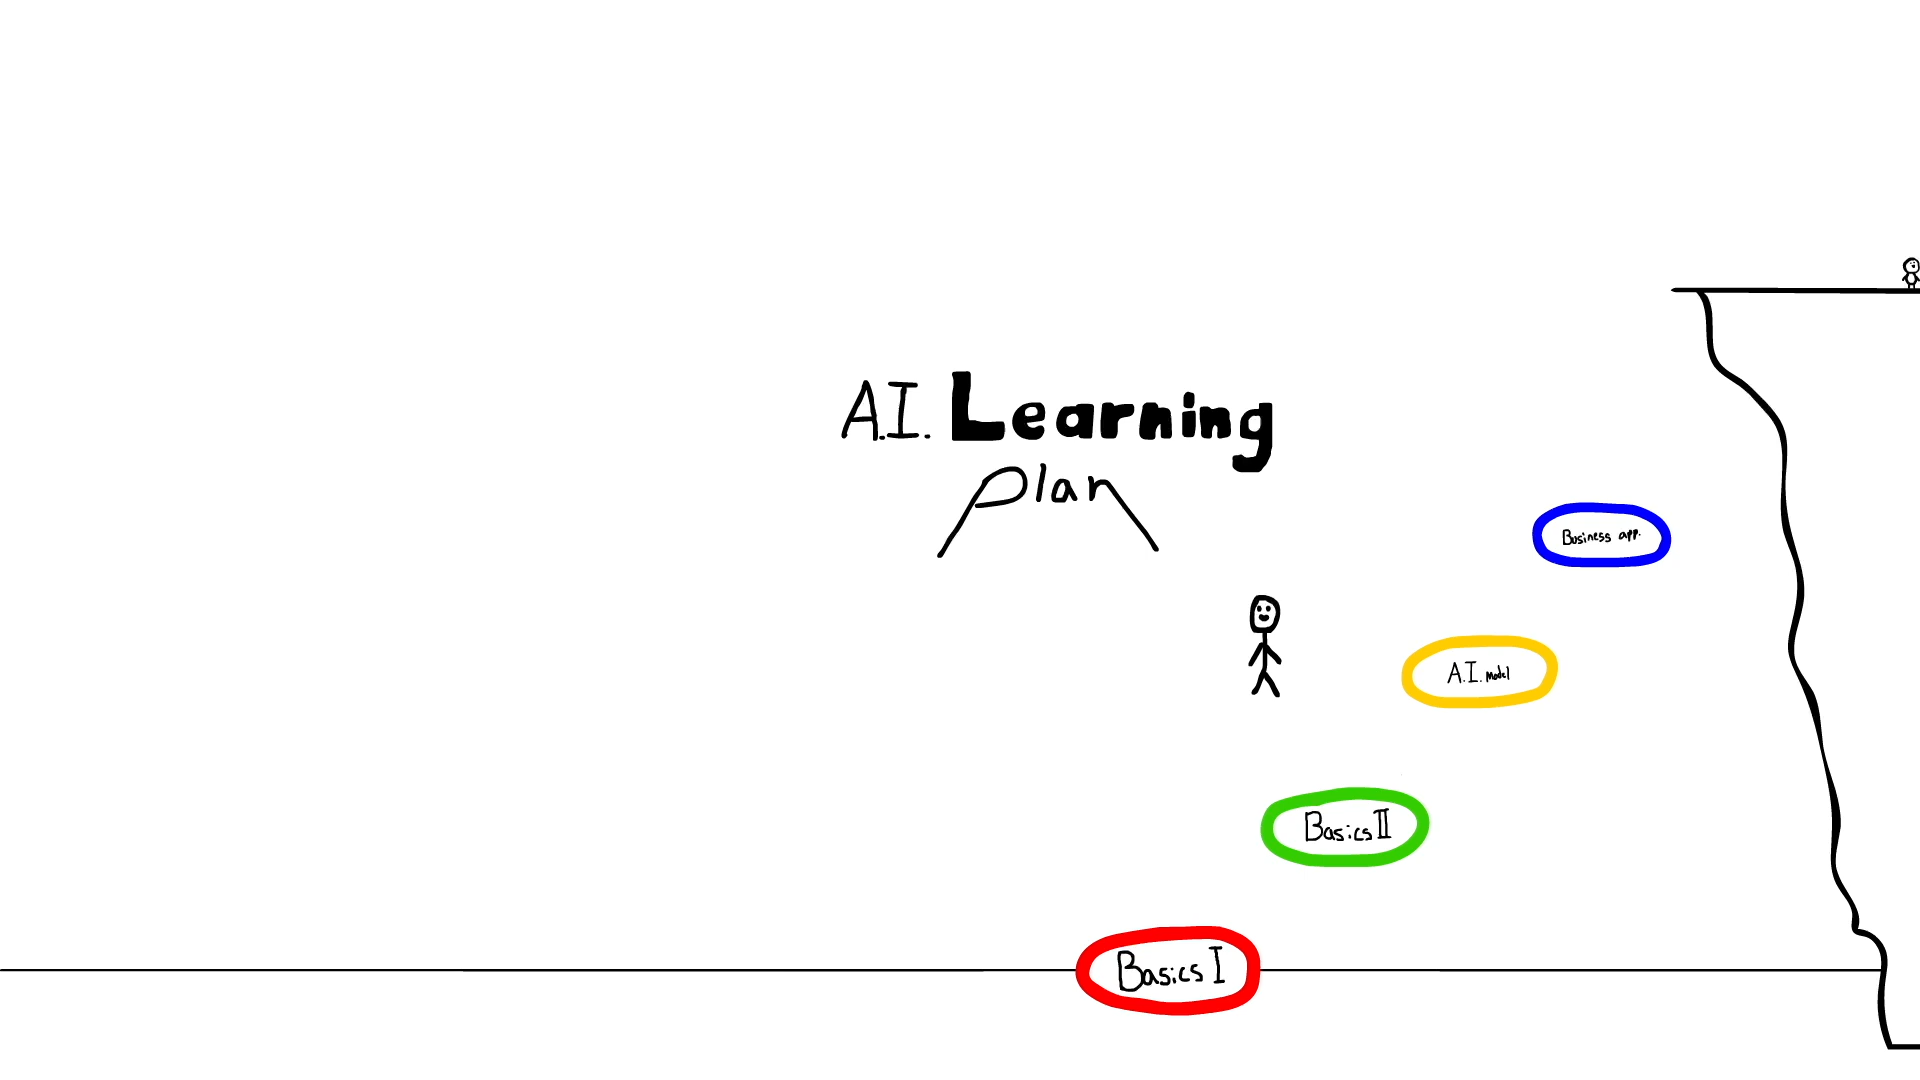 A.I. Learning
Plan
Business app.
A.I. Model
Basics II
Basics I